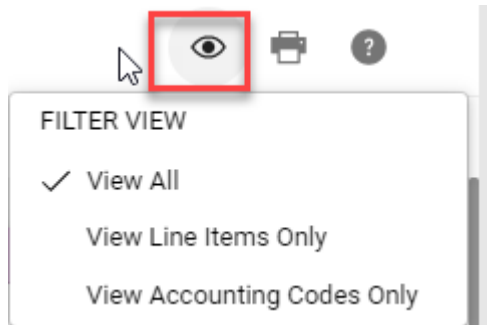 ?
FILTER VIEW
View All
View Line Items Only
View Accounting Codes Only